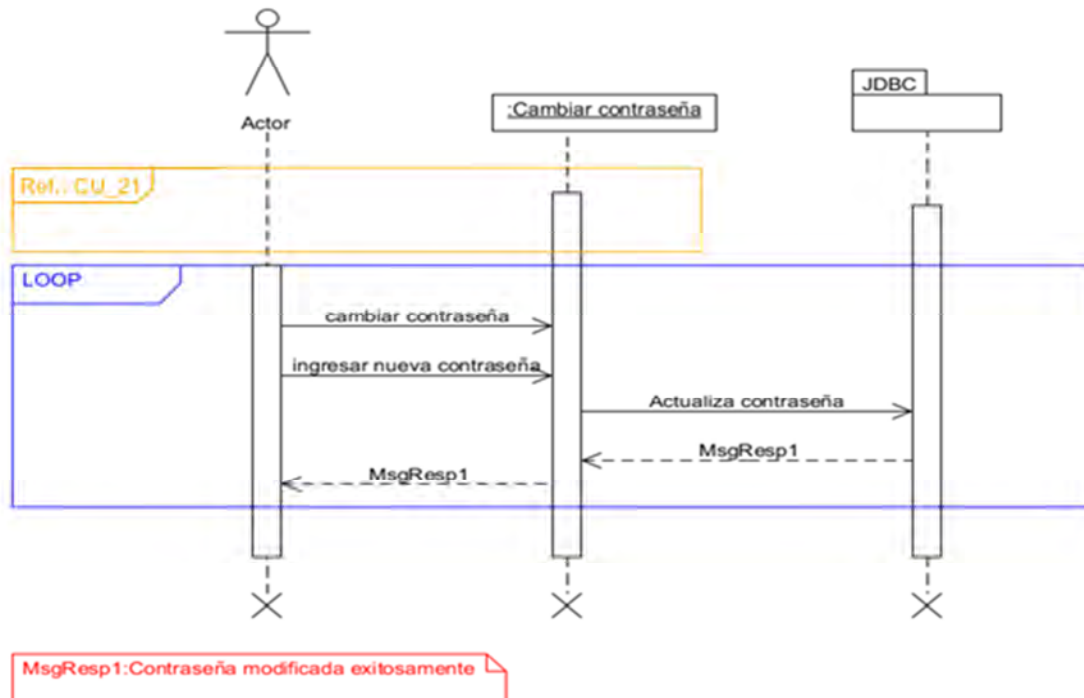 JDBC
:Cambiar contraseña
Actor
Ref.: CU_21
LOOP
cambiar contraseña
ingresar nueva contraseña
Actualiza contraseña
MsgResp1
MsgResp1
MsgResp1:Contraseña modificada exitosamente